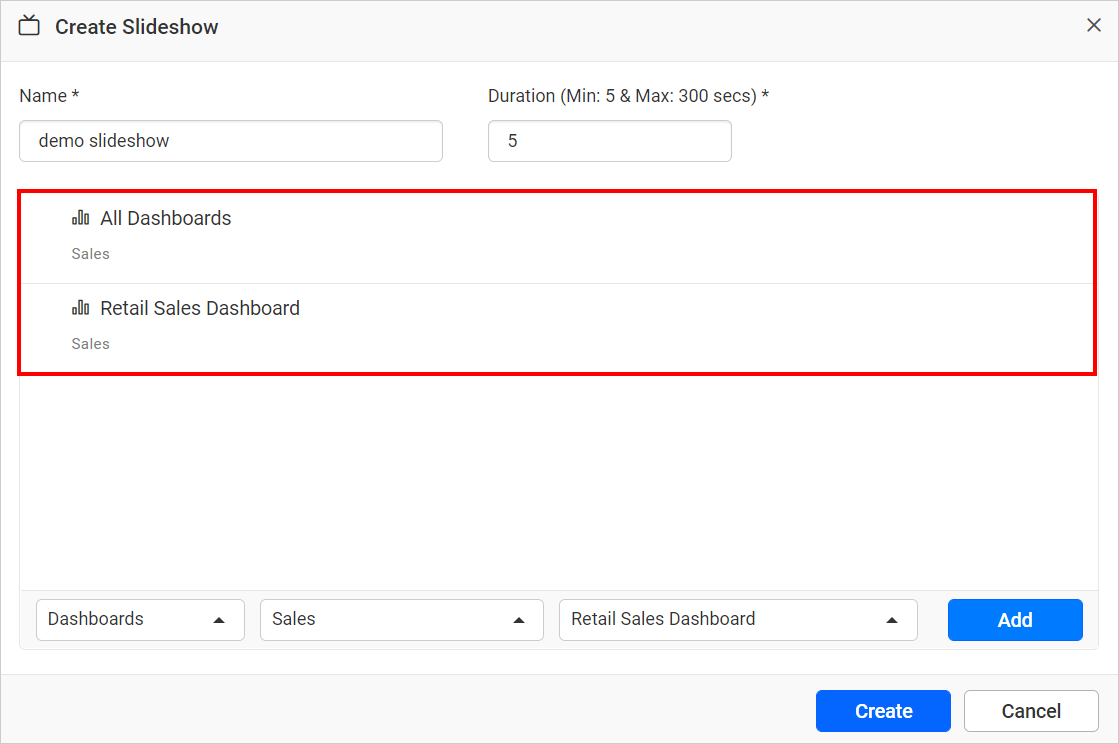 Create Slideshow
Name * Duration (Min: 5 & Max: 300 secs) *
demo slideshow 5
All Dashboards
Sales
Retail Sales Dashboard
Sales
Dashboards Sales Retail Sales Dashboard Add
Create Cancel